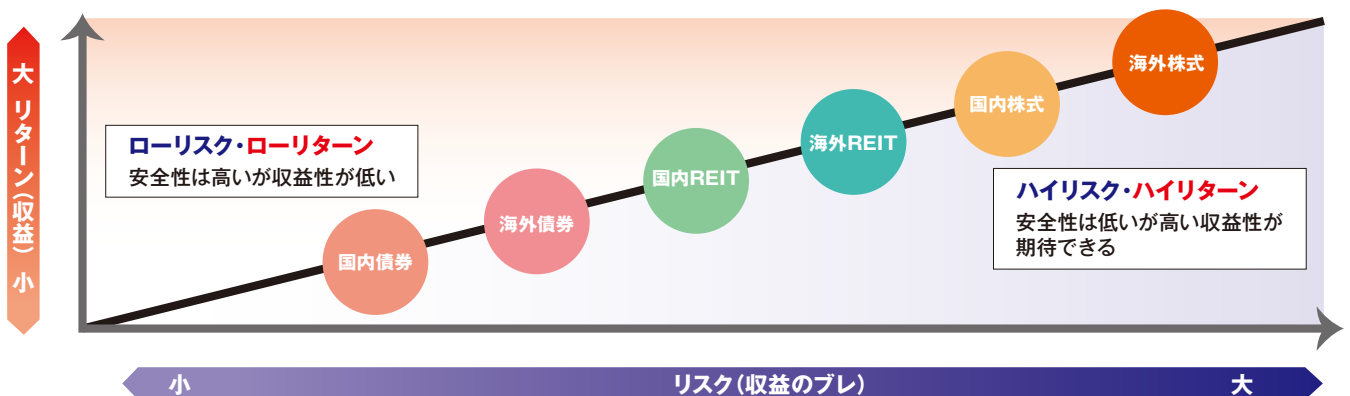 大 リターン(収益) 小
ローリスク・ローリターン
安全性は高いが収益性が低い
国内債券
海外債券
国内REIT
海外REIT
国内株式
海外株式
ハイリスク・ハイリターン
安全性は低いが高い収益性が
期待できる
小 リスク(収益のブレ) 大